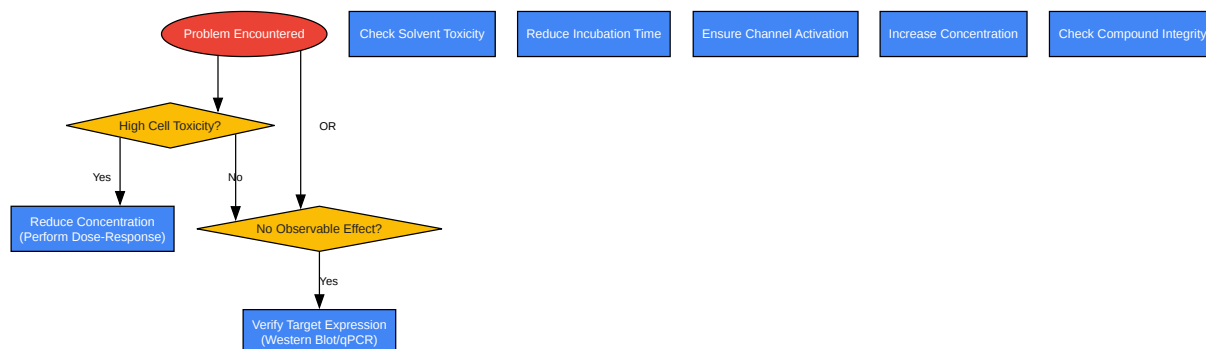 Problem Encountered
Check Solvent Toxicity
Reduce Incubation Time
Ensure Channel Activation
Increase Concentration
Check Compound Integrity
High Cell Toxicity?
OR
Yes
No
Reduce Concentration
(Perform Dose-Response)
No Observable Effect?
Yes
Verify Target Expression
(Western Blot/qPCR)